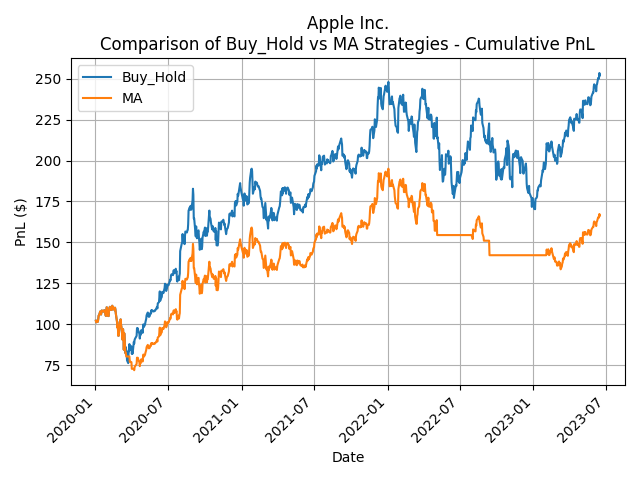 Apple Inc.
Comparison of Buy_Hold vs MA Strategies - Cumulative PnL
Buy_Hold
MA
PnL ($)
250
225
200
175
150
125
100
75
2020-01
2020-07
2021-01
2021-07
2022-01
2022-07
2023-01
2023-07
Date